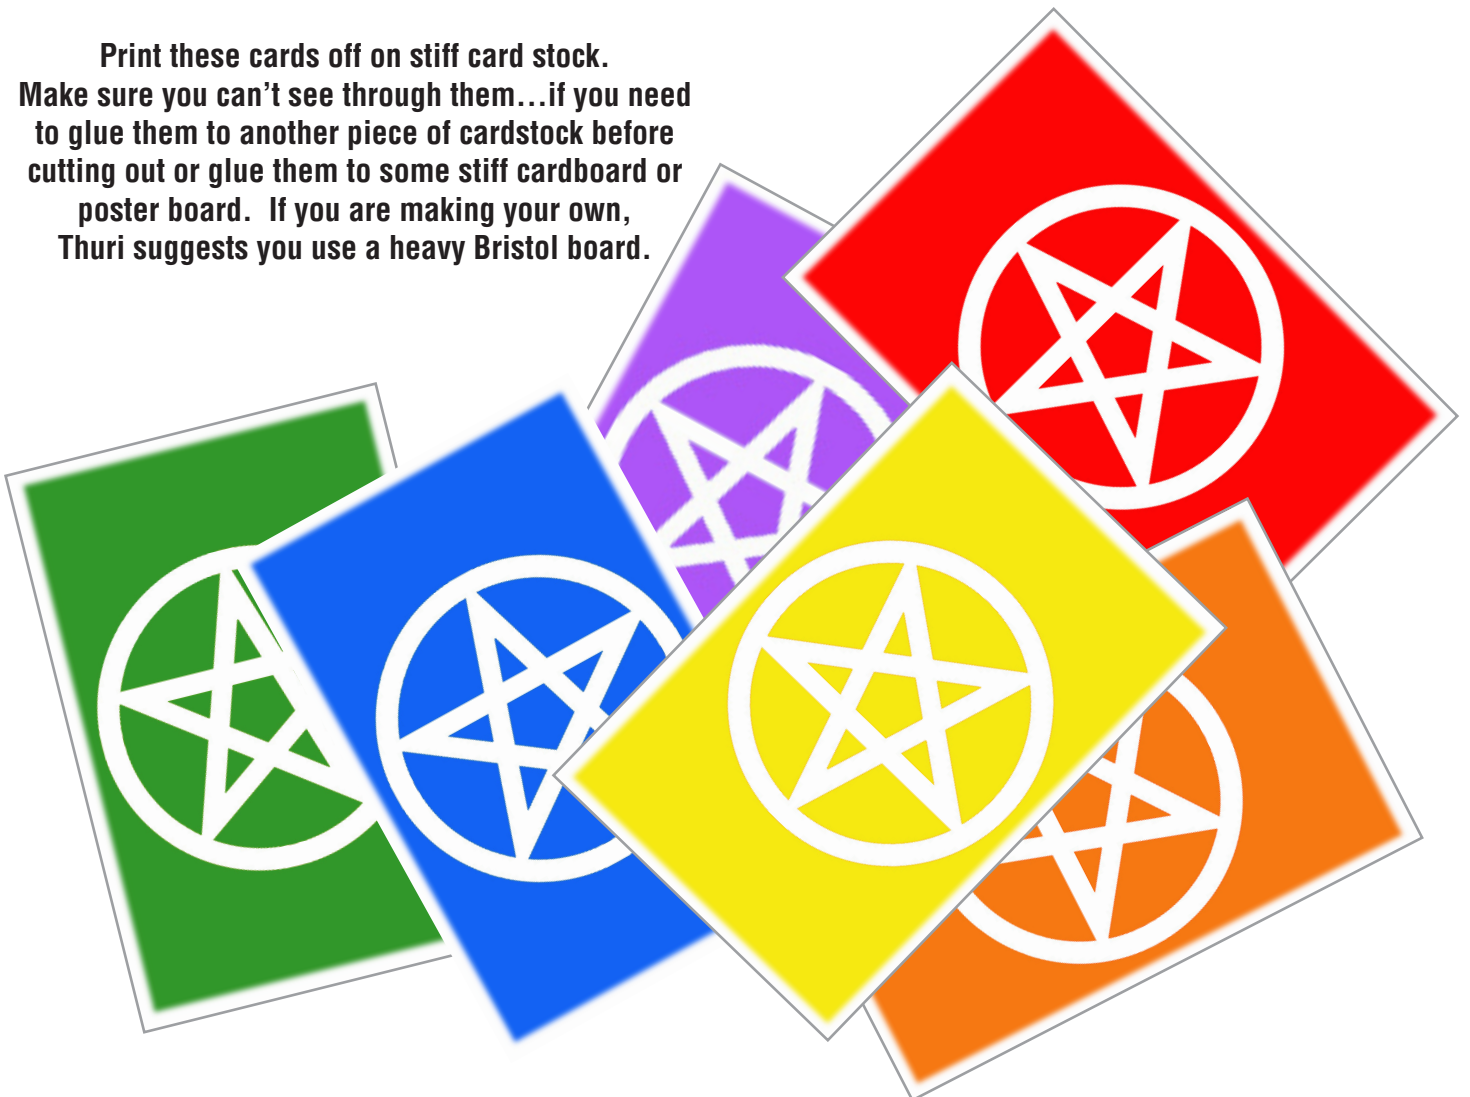 Print these cards off on stiff card stock.
Make sure you can’t see through them...if you need
to glue them to another piece of cardstock before
cutting out or glue them to some stiff cardboard or
poster board.  If you are making your own,
Thuri suggests you use a heavy Bristol board.